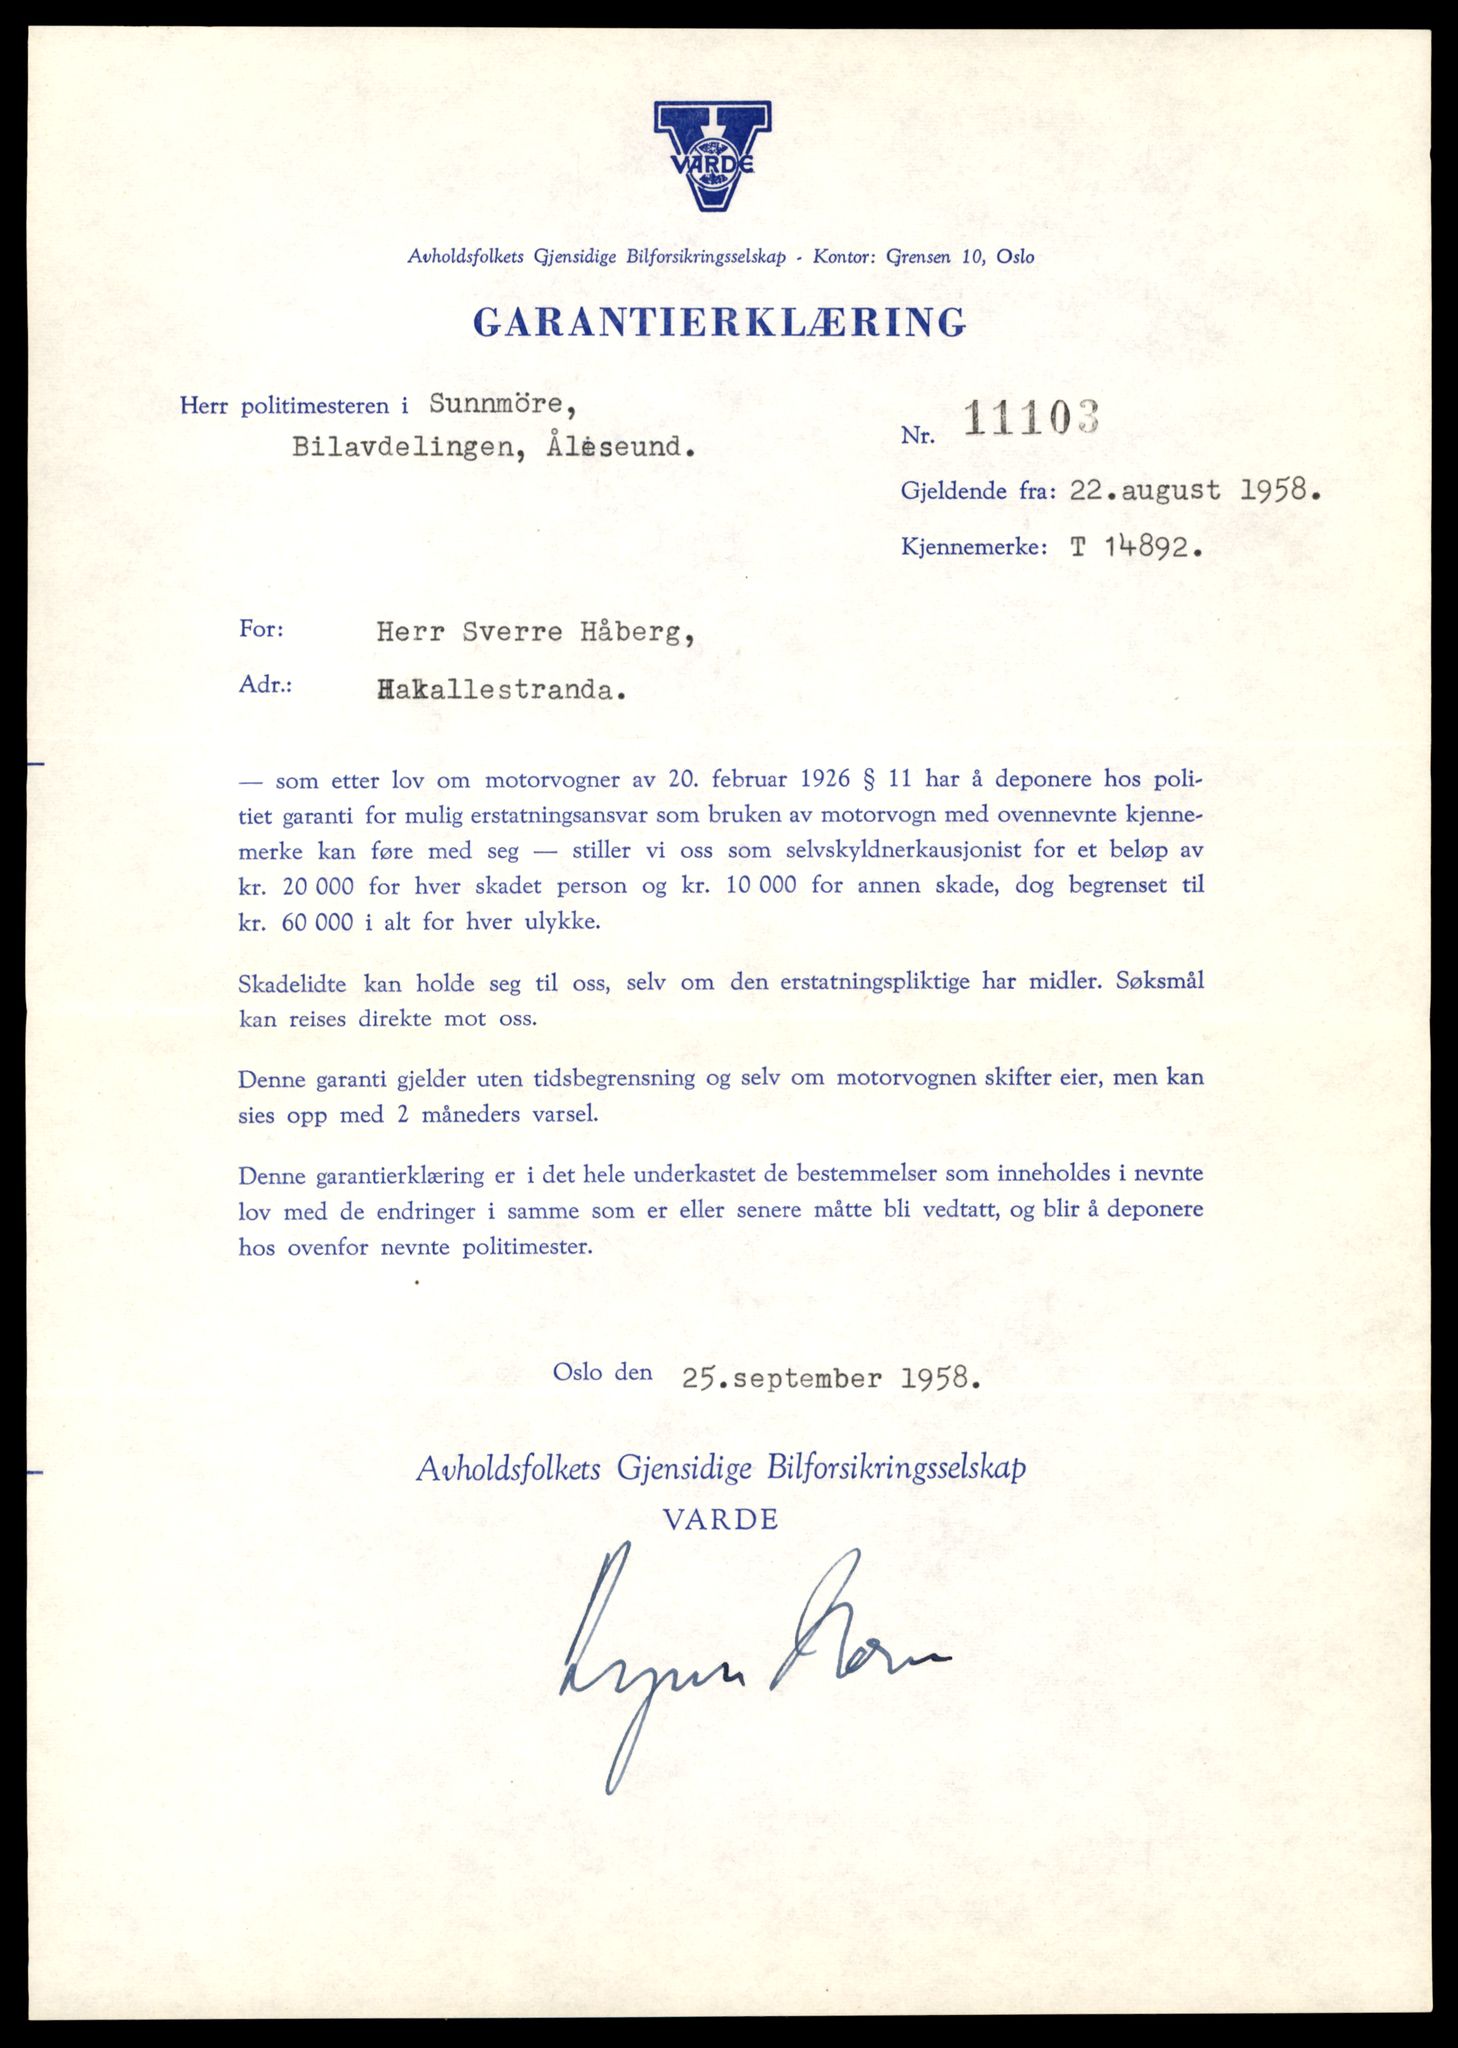 VARDE
Avholdsfolkets Gjensidige Bilforsikringsselskap - Kontor: Grensen 10, Oslo
GARANTIERKLÆRING
Herr politimesteren i Sunnmöre,
Bilavdelingen, Åleseund.
Nr. 11103
Gjeldende fra: 22.august 1958.
Kjennemerke: T 14892.
For: Herr Sverre Håberg,
Adr.: Hakallestranda.
— som etter lov om motorvogner av 20. februar 1926 § 11 har å deponere hos poli-
tiet garanti for mulig erstatningsansvar som bruken av motorvogn med ovennevnte kjenne-
merke kan føre med seg — stiller vi oss som selvskyldnerkausjonist for et beløp av
kr. 20 000 for hver skadet person og kr. 10 000 for annen skade, dog begrenset til
kr. 60 000 i alt for hver ulykke.
Skadelidte kan holde seg til oss, selv om den erstatningspliktige har midler. Søksmål
kan reises direkte mot oss.
Denne garanti gjelder uten tidsbegrensning og selv om motorvognen skifter eier, men kan
sies opp med 2 måneders varsel.
Denne garantierklæring er i det hele underkastet de bestemmelser som inneholdes i nevnte
lov med de endringer i samme som er eller senere måtte bli vedtatt, og blir å deponere
hos ovenfor nevnte politimester.
Oslo den 25.september 1958.
Avholdsfolkets Gjensidige Bilforsikringsselskap
VARDE